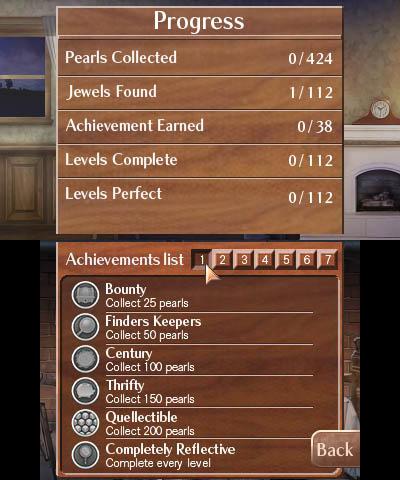 Progress
Pearls Collected 0/424
Jewels Found 1/112
Achievement Earned 0/38
Levels Complete 0/112
Levels Perfect 0/112
Achievements list 1 2 3 4 5 6 7
Bounty
Collect 25 pearls
Finders Keepers
Collect 50 pearls
Century
Collect 100 pearls
Thrifty
Collect 150 pearls
Quellectible
Collect 200 pearls
Completely Reflective
Complete every level
Back